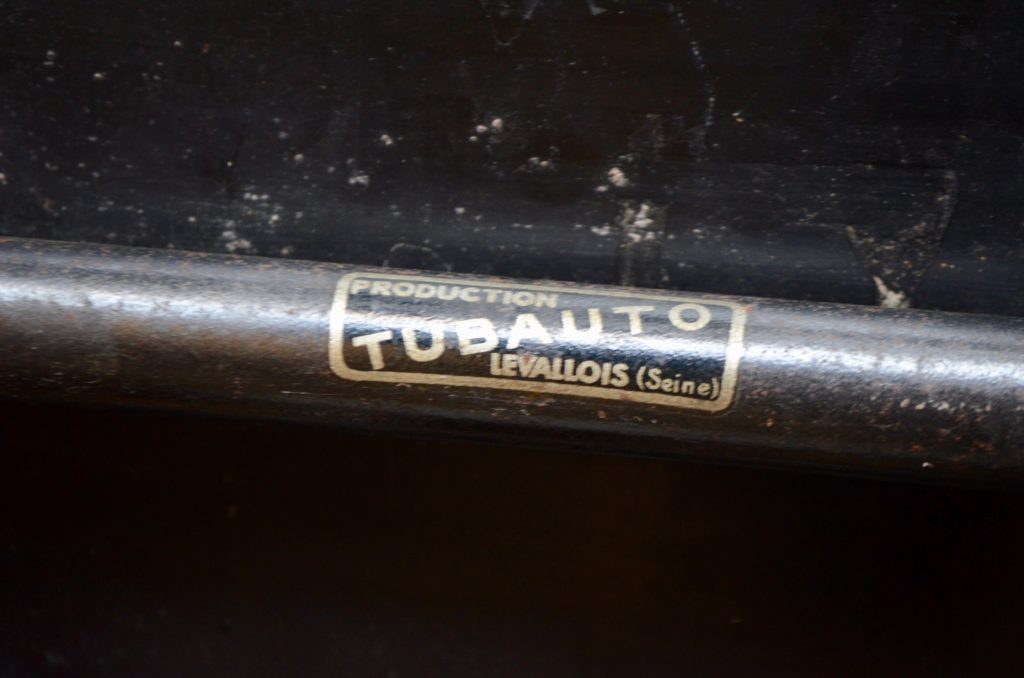 PRODUCTION
TUBAUTO
LEVALLOIS (Seine)